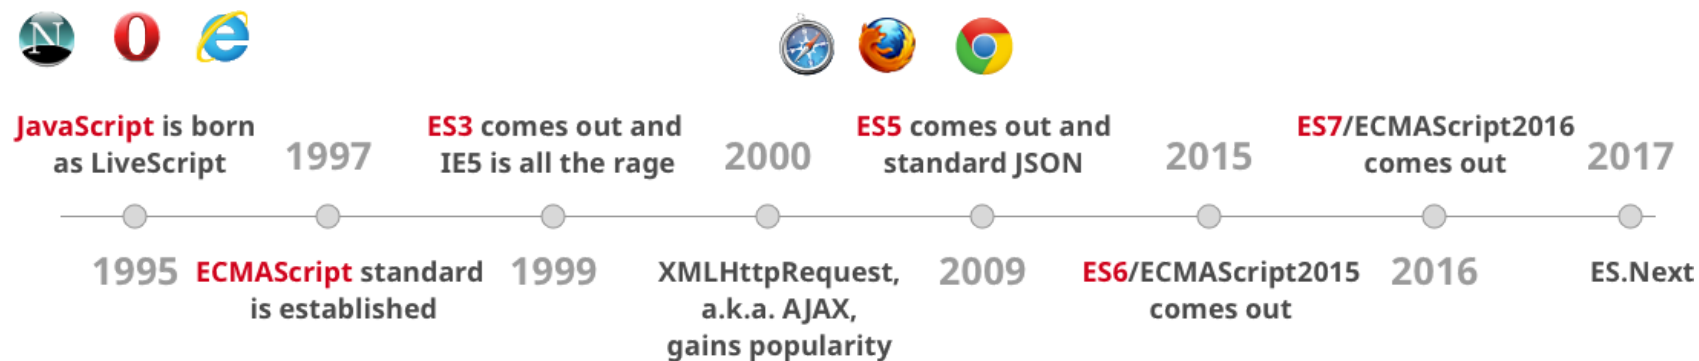 JavaScript is born
as LiveScript
1995
1997
ECMAScript standard
is established
ES3 comes out and
IE5 is all the rage
1999
2000
XMLHttpRequest,
a.k.a. AJAX,
gains popularity
ES5 comes out and
standard JSON
2009
2015
ES6/ECMAScript2015
comes out
ES7/ECMAScript2016
comes out
2016
2017
ES.Next